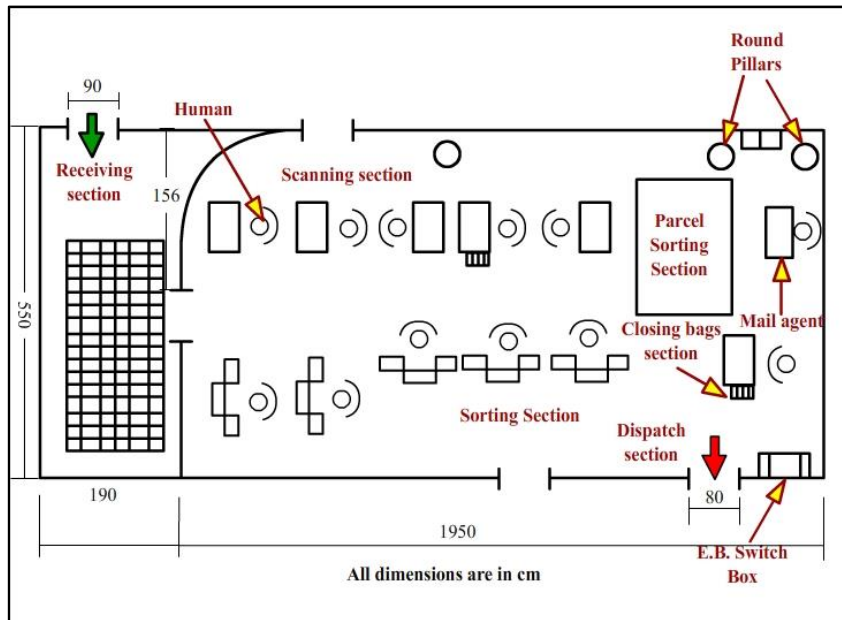 Round
Pillars
90
Human
Receiving
section
Scanning section
156
Parcel
Sorting
Section
550
Mail agent
Closing bags
section
Sorting Section
Dispatch
section
190
80
1950
E.B. Switch
Box
All dimensions are in cm